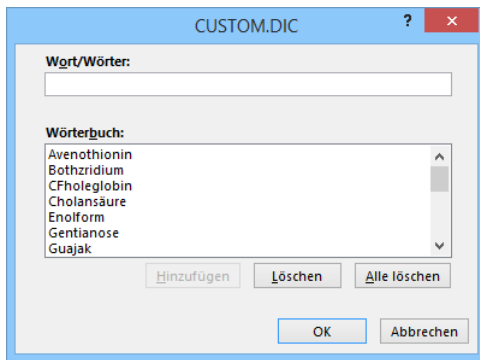 CUSTOM.DIC ? ×
Wort/Wörter:
Wörterbuch:
Avenothionin
Bothzridium
CFholeglobin
Cholansäure
Enolform
Gentianose
Guajak
Hinzufügen Löschen Alle löschen
OK Abbrechen